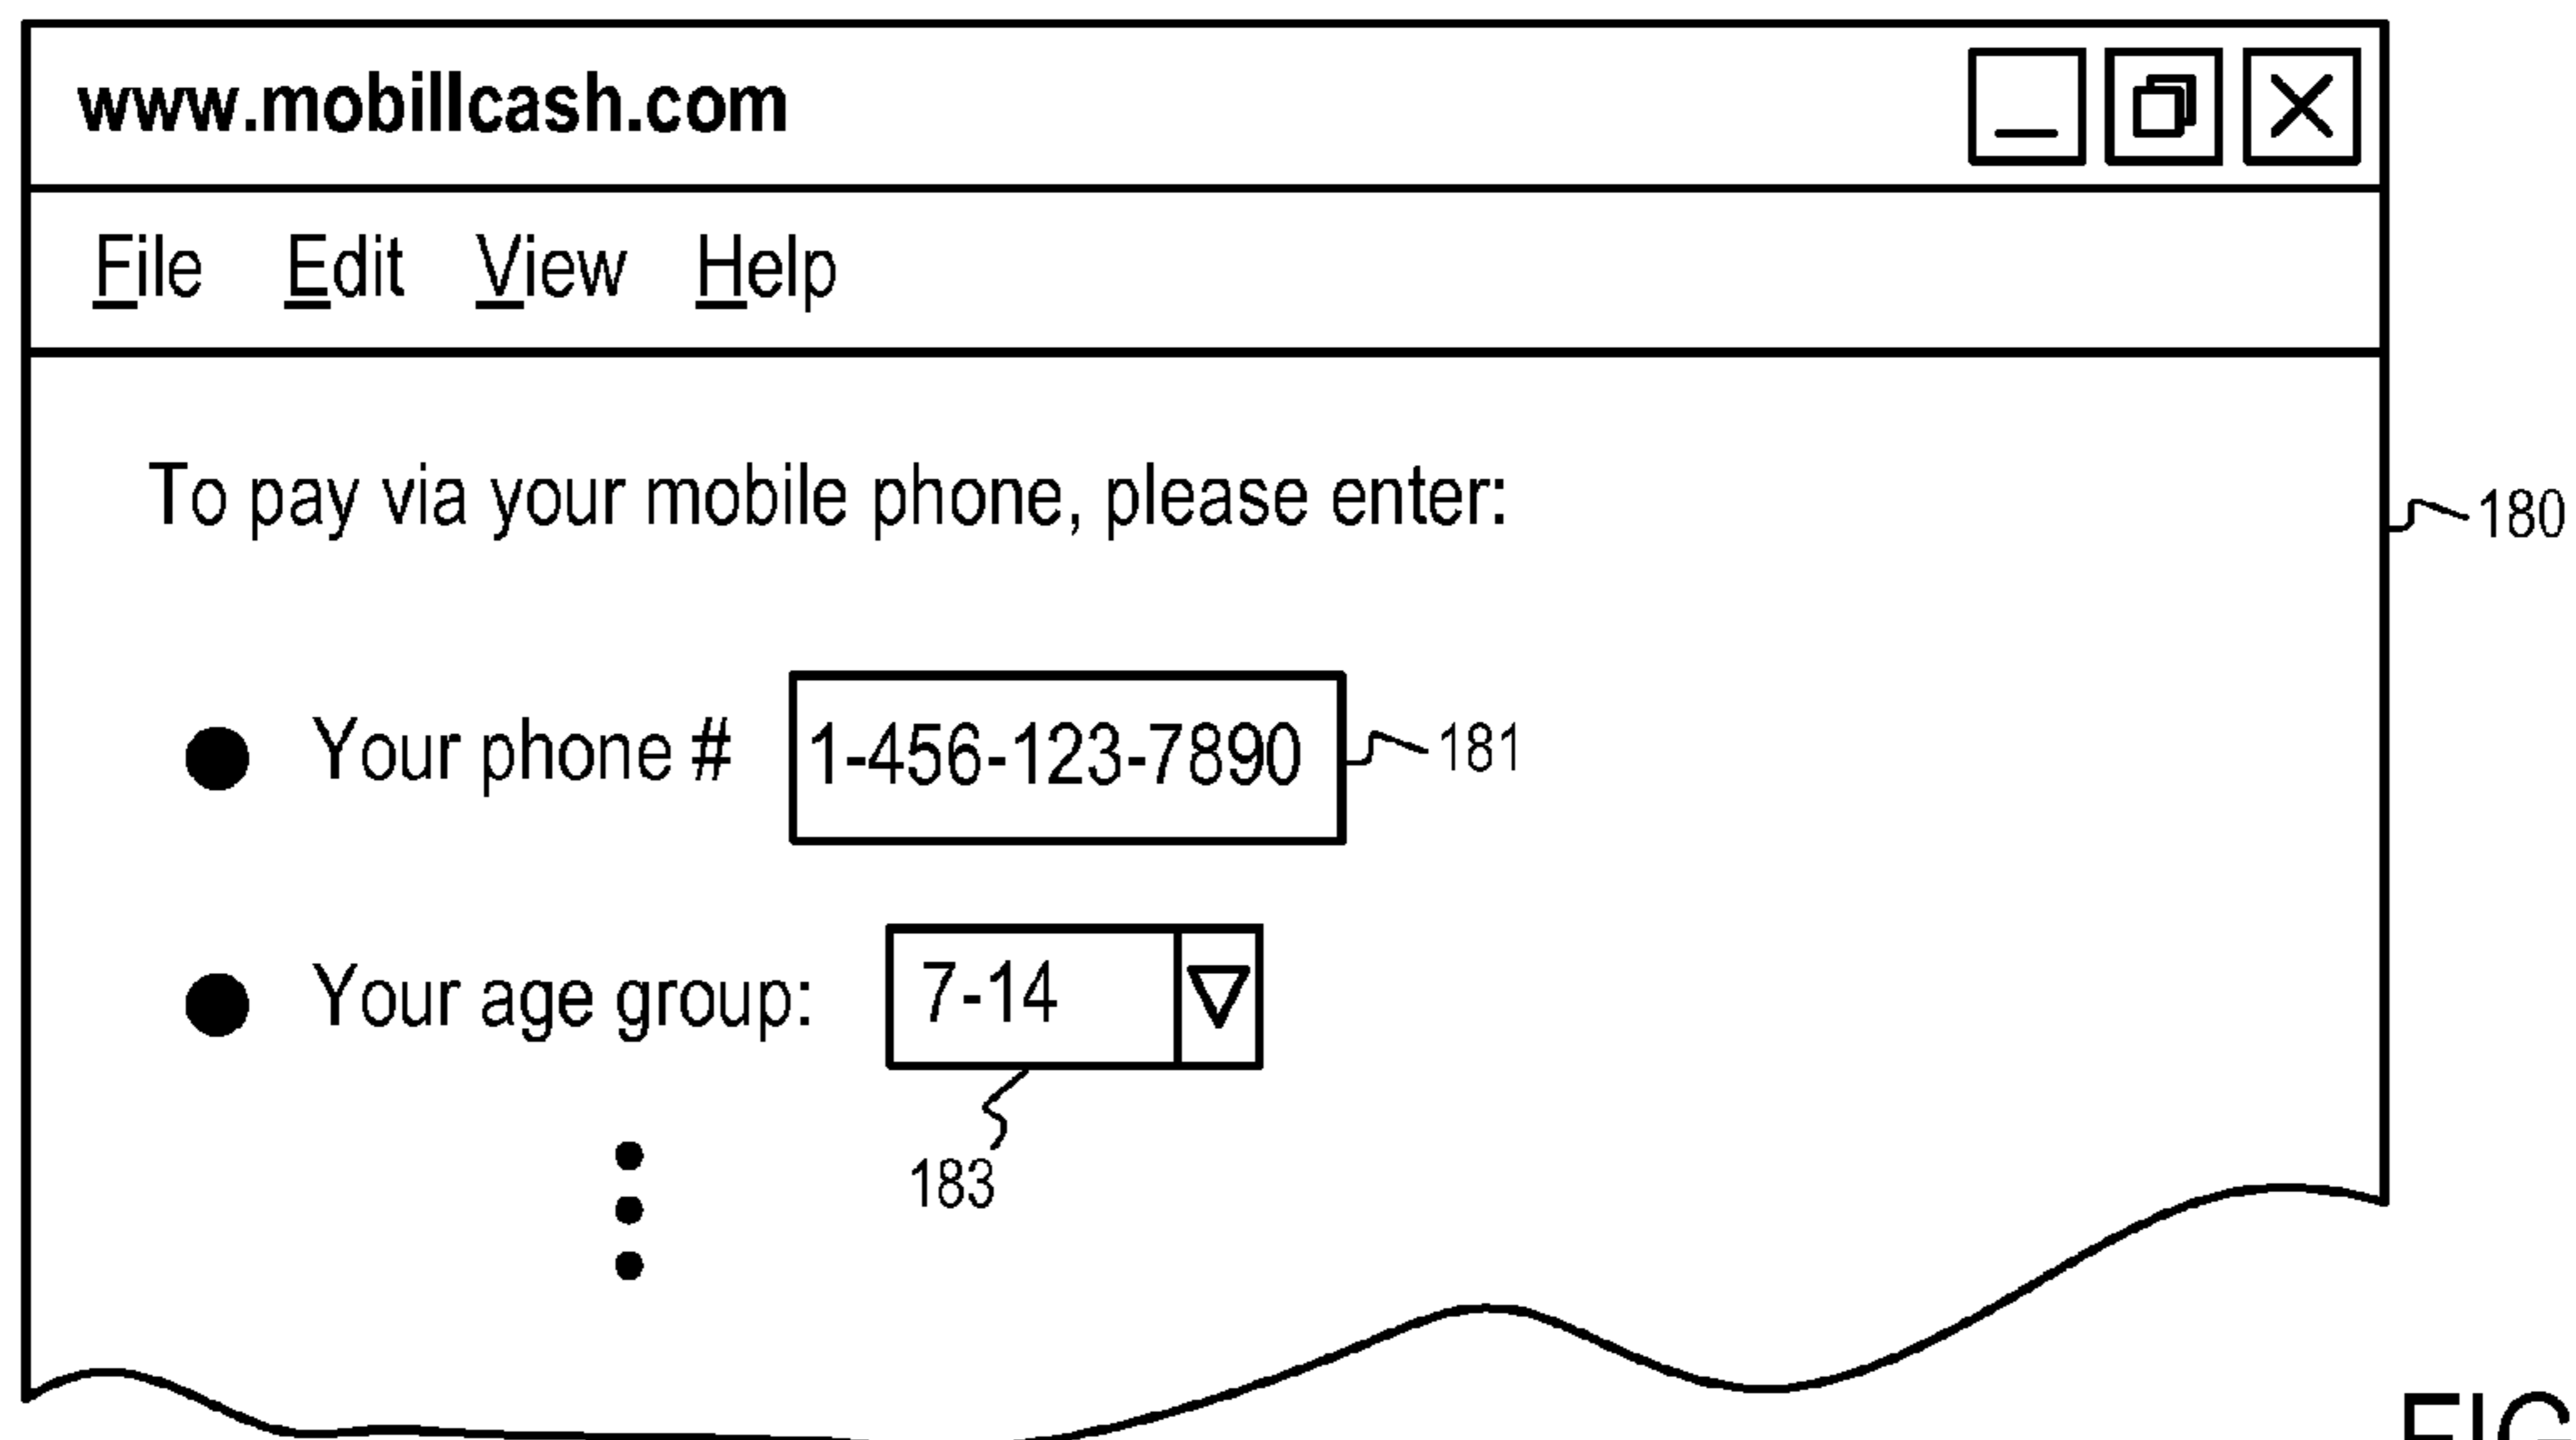 www.mobillcash.com
File Edit View Help
To pay via your mobile phone, please enter:
180
Your phone # 1-456-123-7890 181
Your age group: 7-14
183
FIG